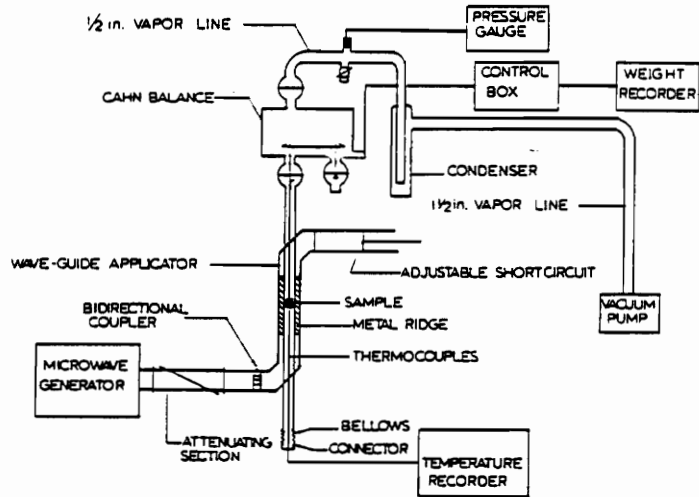 PRESSURE
GAUGE
½ in. VAPOR LINE
CONTROL
BOX
WEIGHT
RECORDER
CAHN BALANCE
CONDENSER
1½ in. VAPOR LINE
WAVE-GUIDE APPLICATOR
ADJUSTABLE SHORT CIRCUIT
SAMPLE
VACUUM
PUMP
BIDIRECTIONAL
COUPLER
METAL RIDGE
THERMOCOUPLES
MICROWAVE
GENERATOR
BELLOWS
CONNECTOR
ATTENUATING
SECTION
TEMPERATURE
RECORDER